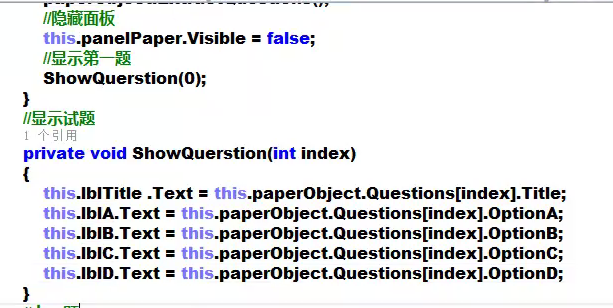 //隐藏面板
this.panelPaper.Visible = false;
//显示第一题
ShowQuerstion(0);
}
//显示试题
1 个引用
private void ShowQuerstion(int index)
{
this.lblTitle .Text = this.paperObject.Questions[index].Title;
this.lblA.Text = this.paperObject.Questions[index].OptionA;
this.lblB.Text = this.paperObject.Questions[index].OptionB;
this.lblC.Text = this.paperObject.Questions[index].OptionC;
this.lblD.Text = this.paperObject.Questions[index].OptionD;
}